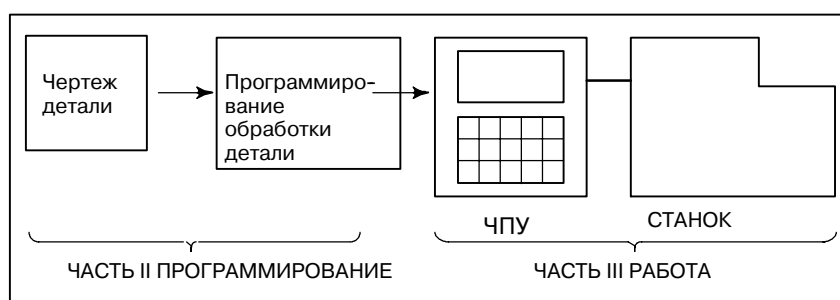 Чертеж
детали
Программиро-
вание
обработки
детали
ЧПУ
СТАНОК
ЧАСТЬ II ПРОГРАММИРОВАНИЕ
ЧАСТЬ III РАБОТА